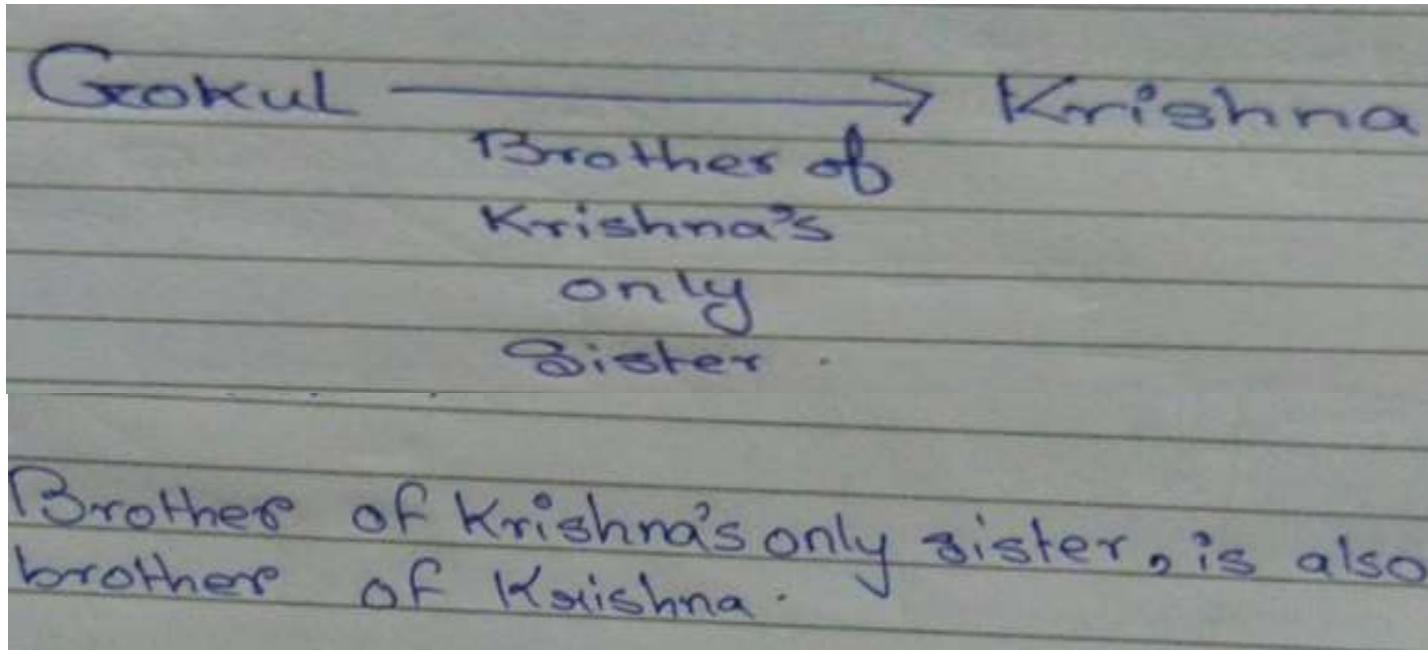 Gokul → Krishna
Brother of
Krishna's
only
Sister.
Brother of Krishna's only sister, is also
brother of Krishna.